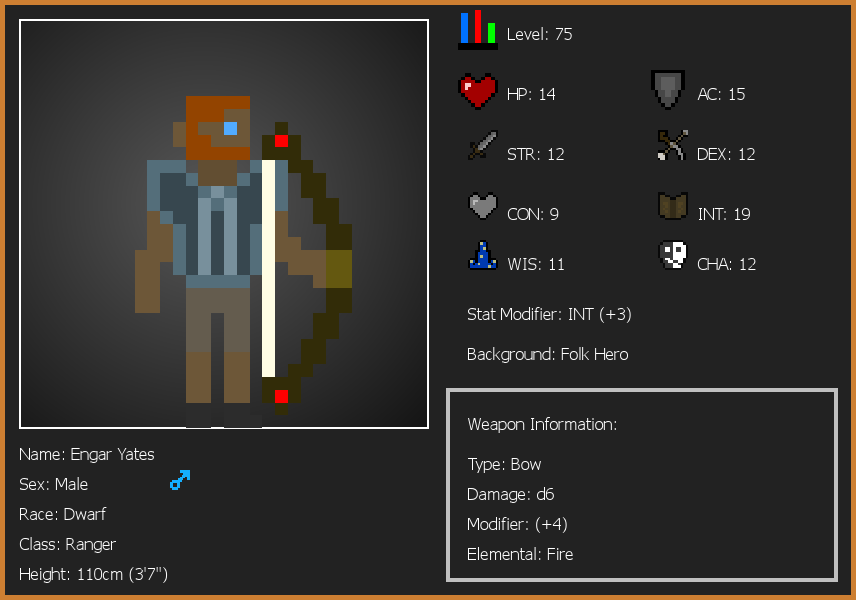 Level: 75
HP: 14
AC: 15
STR: 12
DEX: 12
CON: 9
INT: 19
WIS: 11
CHA: 12
Stat Modifier: INT (+3)
Background: Folk Hero
Weapon Information:
Type: Bow
Damage: d6
Modifier: (+4)
Elemental: Fire
Name: Engar Yates
Sex: Male
Race: Dwarf
Class: Ranger
Height: 110cm (3'7")